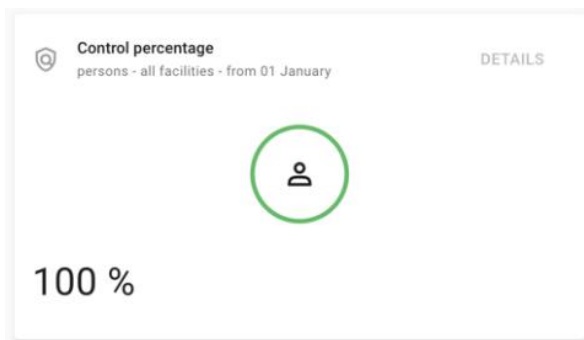 Control percentage
persons - all facilities - from 01 January
DETAILS
100 %